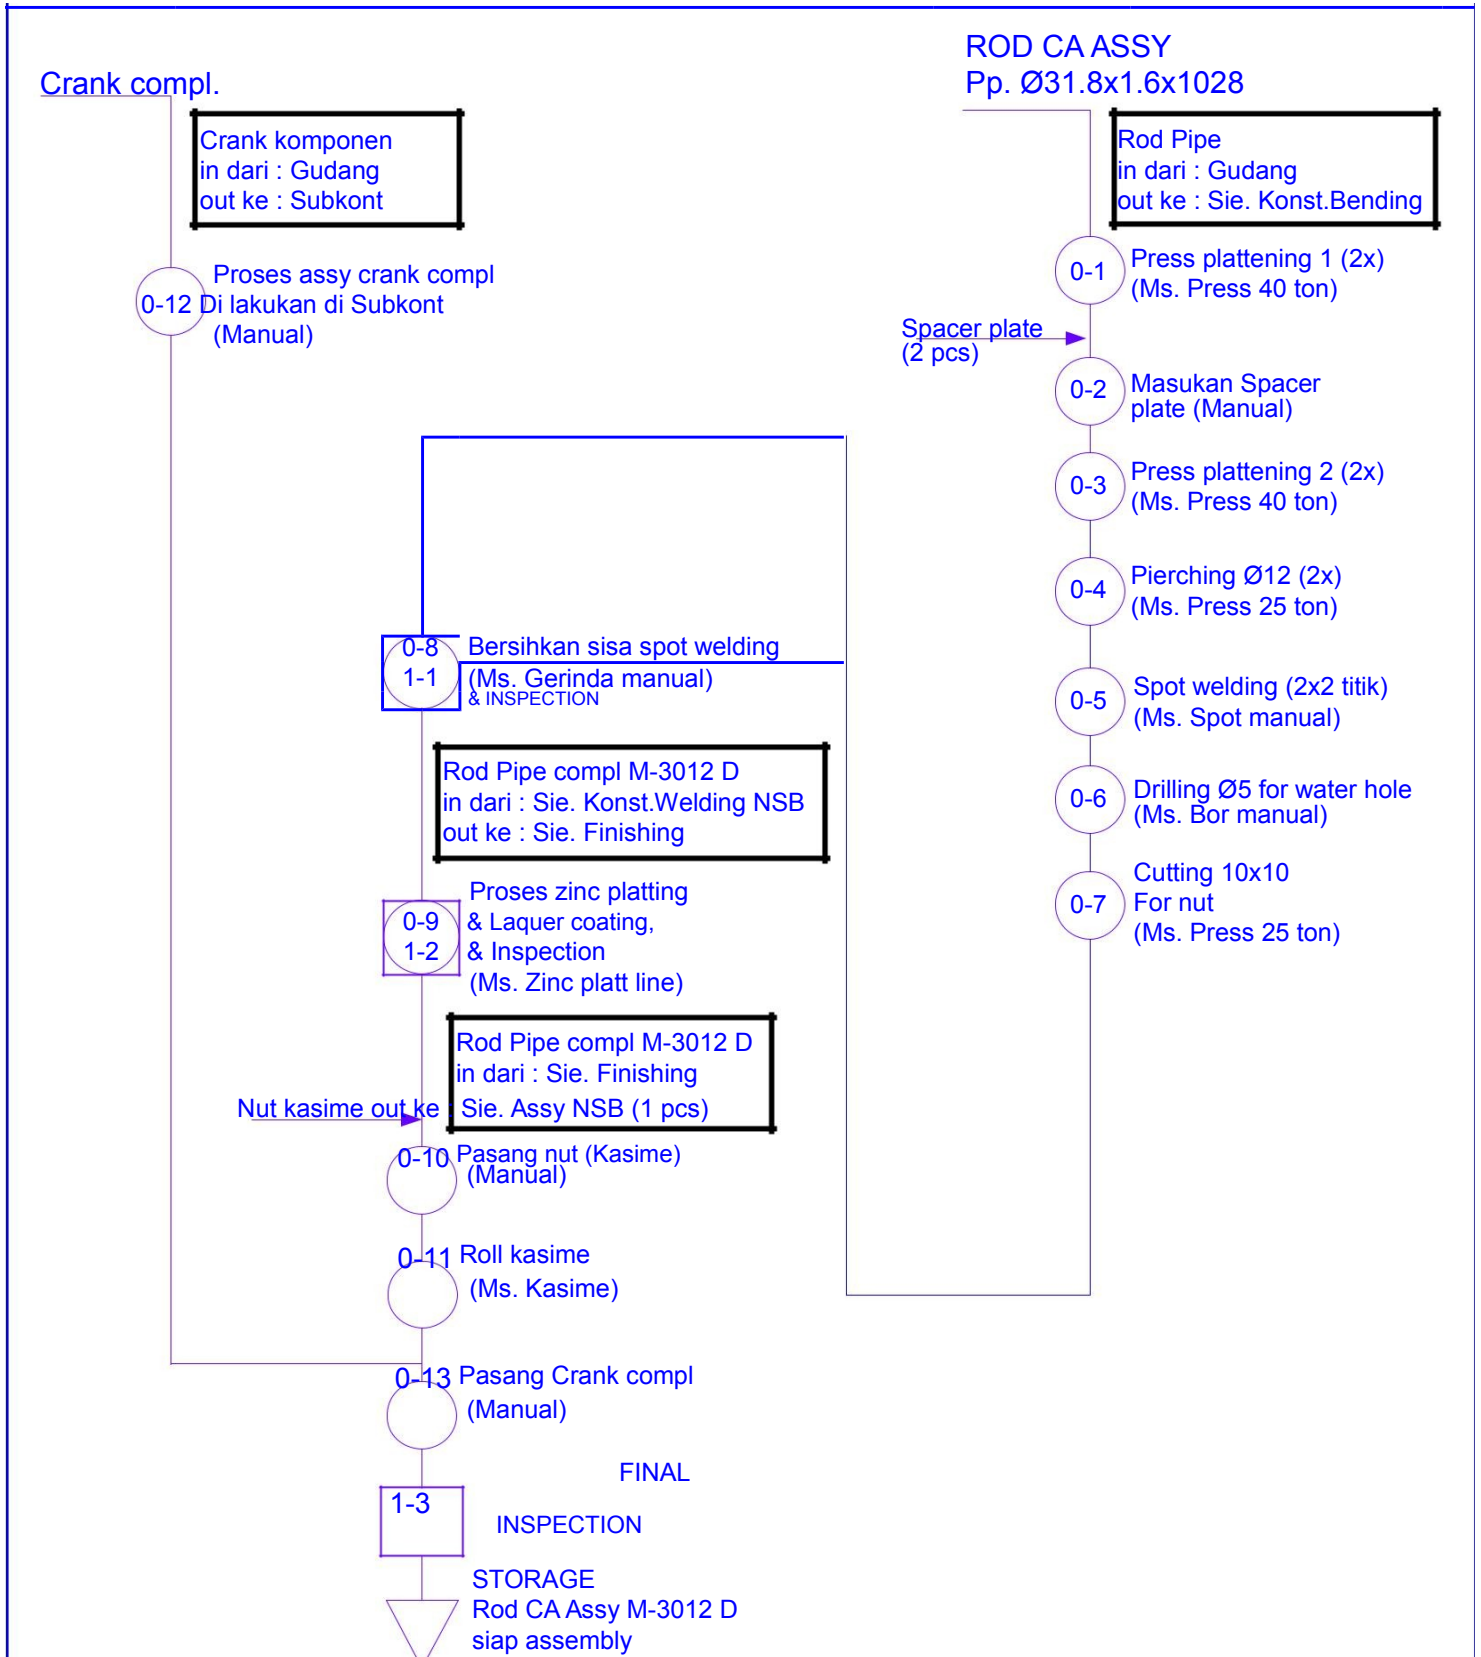 Crank compl.
Crank komponen
in dari : Gudang
out ke : Subkont
0-12
Proses assy crank compl
Di lakukan di Subkont
(Manual)
ROD CA ASSY
Pp. Ø31.8x1.6x1028
Rod Pipe
in dari : Gudang
out ke : Sie. Konst.Bending
0-1
Press plattening 1 (2x)
(Ms. Press 40 ton)
Spacer plate
(2 pcs)
0-2
Masukan Spacer
plate (Manual)
0-3
Press plattening 2 (2x)
(Ms. Press 40 ton)
0-4
Pierching Ø12 (2x)
(Ms. Press 25 ton)
0-5
Spot welding (2x2 titik)
(Ms. Spot manual)
0-6
Drilling Ø5 for water hole
(Ms. Bor manual)
0-7
Cutting 10x10
For nut
(Ms. Press 25 ton)
0-8
1-1
Bersihkan sisa spot welding
(Ms. Gerinda manual)
& INSPECTION
Rod Pipe compl M-3012 D
in dari : Sie. Konst.Welding NSB
out ke : Sie. Finishing
0-9
1-2
Proses zinc platting
& Laquer coating,
& Inspection
(Ms. Zinc platt line)
Rod Pipe compl M-3012 D
in dari : Sie. Finishing
Nut kasime out ke : Sie. Assy NSB (1 pcs)
0-10 Pasang nut (Kasime)
(Manual)
0-11 Roll kasime
(Ms. Kasime)
0-13 Pasang Crank compl
(Manual)
FINAL
1-3
INSPECTION
STORAGE
Rod CA Assy M-3012 D
siap assembly